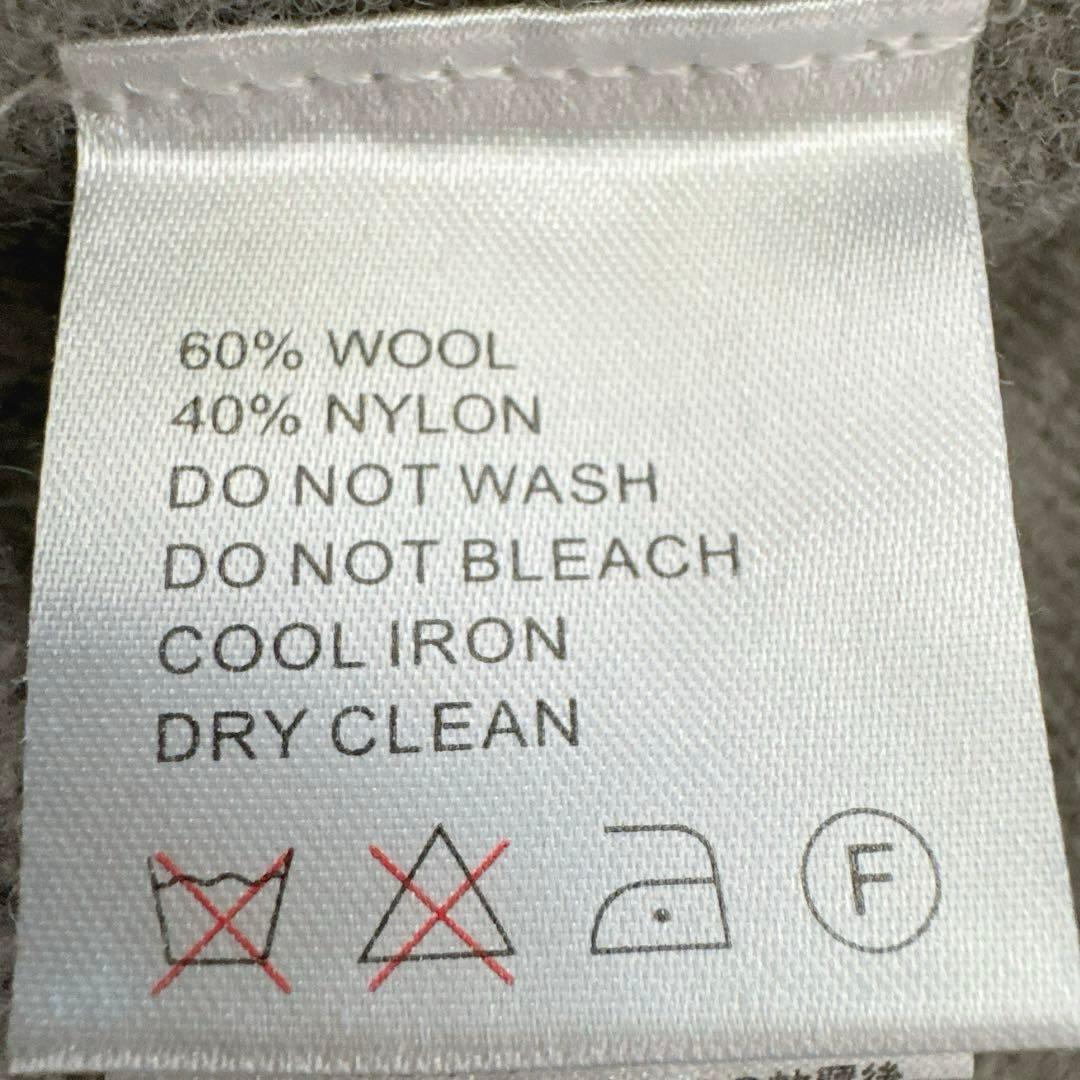 60% WOOL
40% NYLON
DO NOT WASH
DO NOT BLEACH
COOL IRON
DRY CLEAN
F